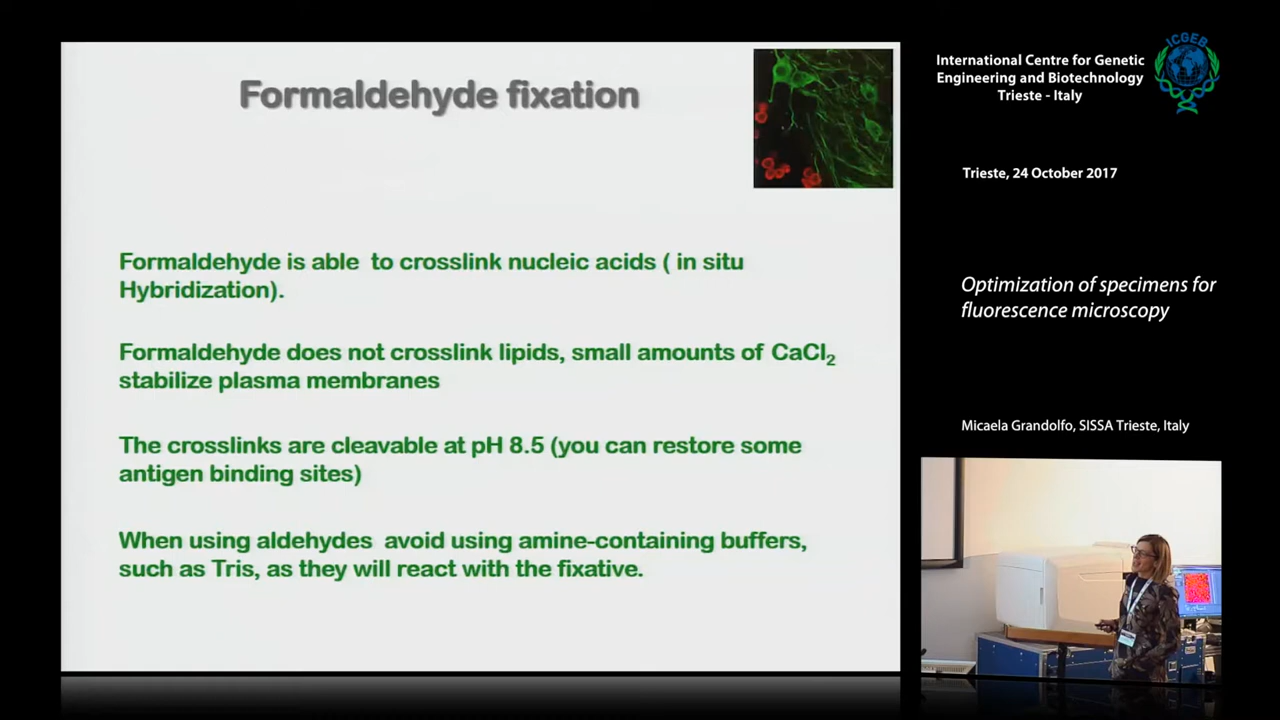 Formaldehyde fixation
Formaldehyde is able to crosslink nucleic acids ( in situ
Hybridization).
Formaldehyde does not crosslink lipids, small amounts of CaCl₂
stabilize plasma membranes
The crosslinks are cleavable at pH 8.5 (you can restore some
antigen binding sites)
When using aldehydes avoid using amine-containing buffers,
such as Tris, as they will react with the fixative.
International Centre for Genetic
Engineering and Biotechnology
Trieste - Italy
ICGEB
Trieste, 24 October 2017
Optimization of specimens for
fluorescence microscopy
Micaela Grandolfo, SISSA Trieste, Italy